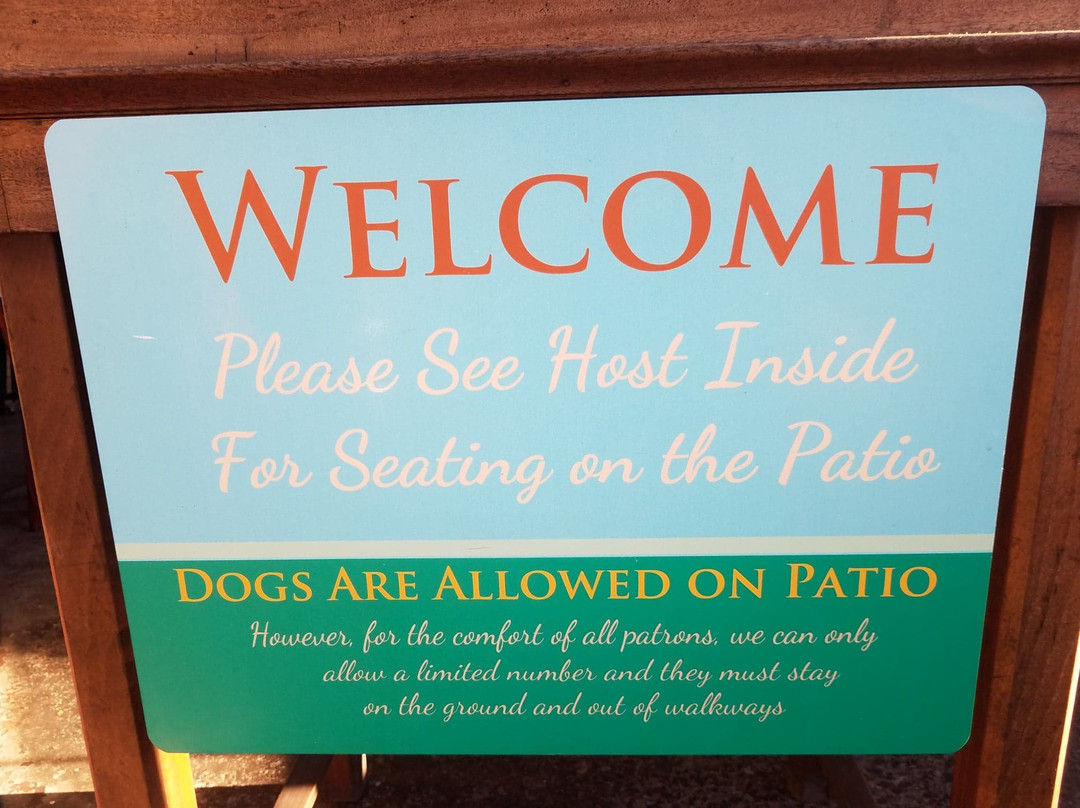 WELCOME
Please See Host Inside
For Seating on the Patio
DOGS ARE ALLOWED ON PATIO
However, for the comfort of all patrons, we can only
allow a limited number and they must stay
on the ground and out of walkways